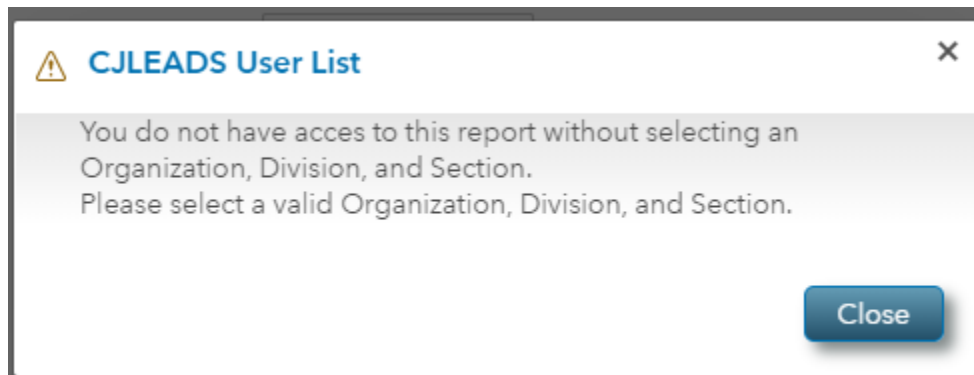 CJLEADS User List
You do not have acces to this report without selecting an
Organization, Division, and Section.
Please select a valid Organization, Division, and Section.
Close